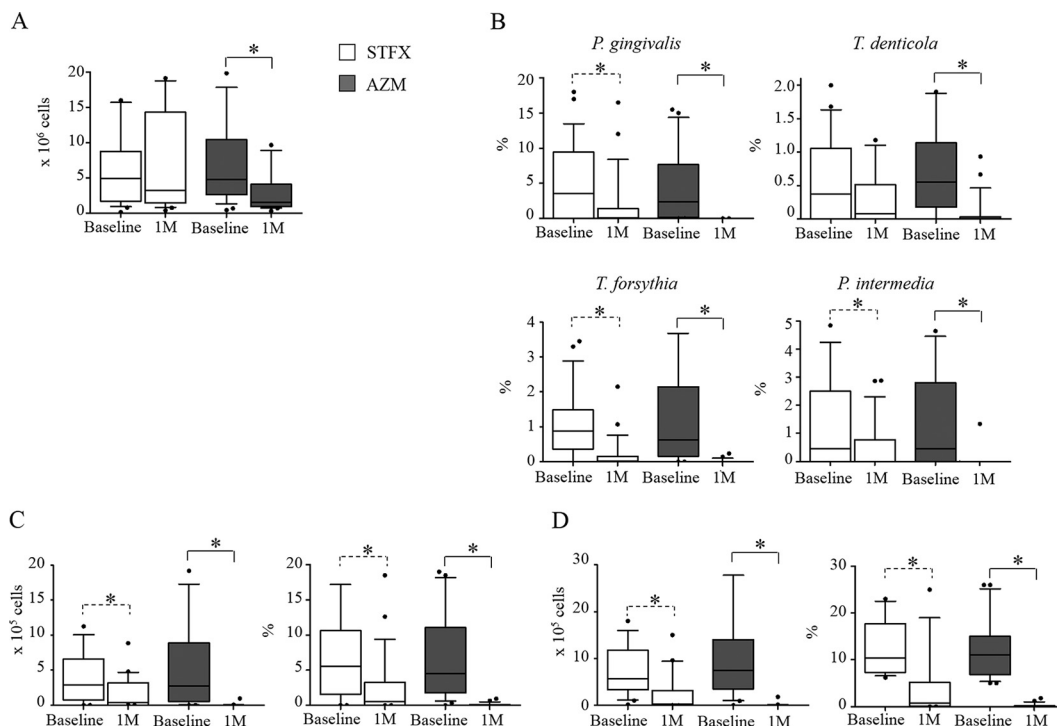 A
STFX
AZM
*
20
15
10
5
0
x 10⁶ cells
Baseline 1M Baseline 1M
B
P. gingivalis
* *
20
15
10
5
0
%
Baseline 1M Baseline 1M
T. denticola
*
2.0
1.5
1.0
0.5
0
%
Baseline 1M Baseline 1M
T. forsythia
* *
4
3
2
1
0
%
Baseline 1M Baseline 1M
P. intermedia
* *
5
4
3
2
1
0
%
Baseline 1M Baseline 1M
C
* *
20
15
10
5
0
x 10⁵ cells
Baseline 1M Baseline 1M
* *
20
15
10
5
0
%
Baseline 1M Baseline 1M
D
* *
30
20
10
0
x 10⁵ cells
Baseline 1M Baseline 1M
* *
30
20
10
0
%
Baseline 1M Baseline 1M